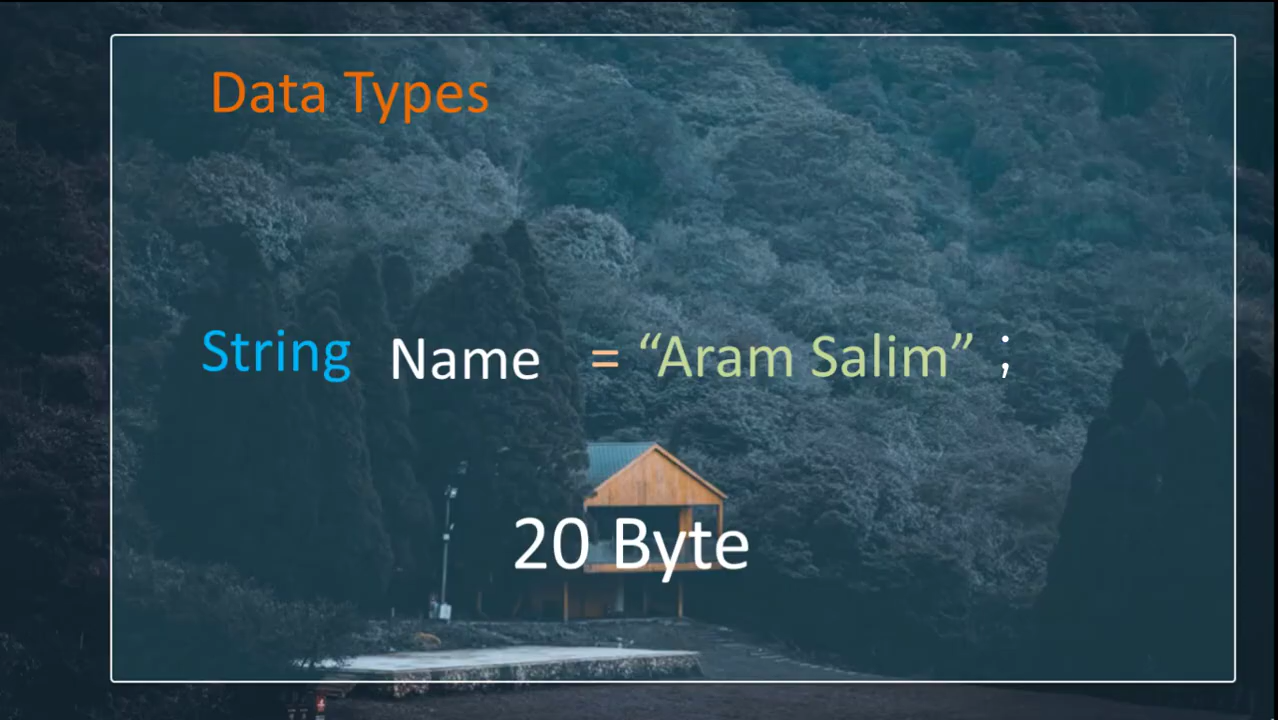 Data Types
String Name = “Aram Salim” ;
20 Byte